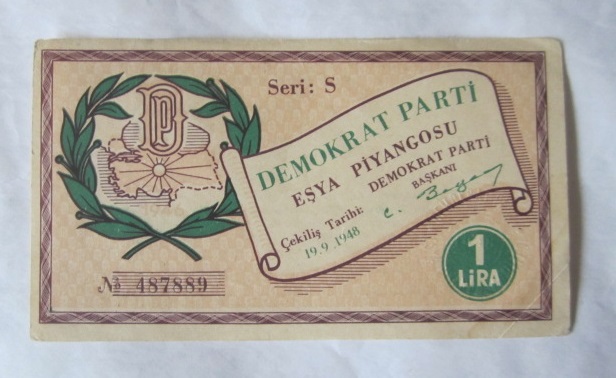 DP
Seri: S
DEMOKRAT PARTİ
EŞYA PİYANGOSU
DEMOKRAT PARTİ
BAŞKANI
Çekiliş Tarihi:
19.9.1948
C. Bayar
№ 487889
1
LİRA